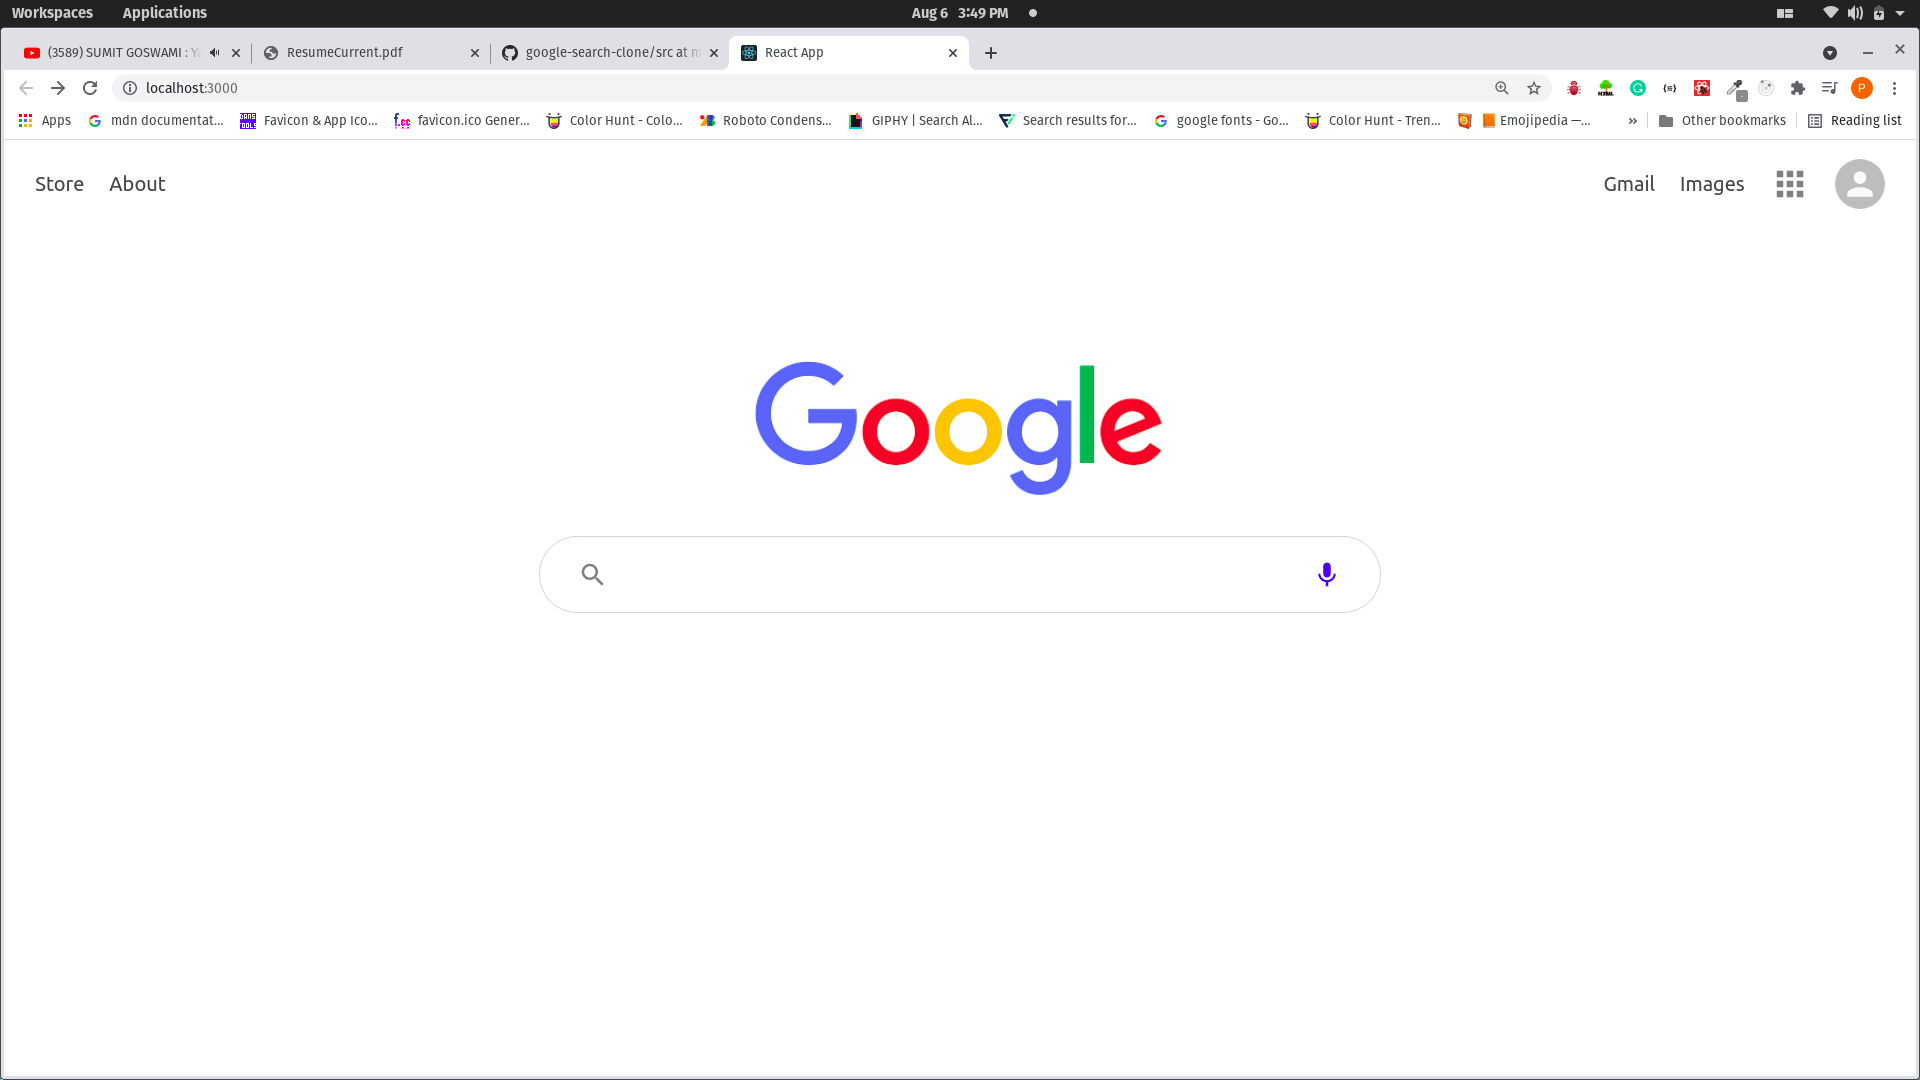 Workspaces Applications Aug 6 3:49 PM
(3589) SUMIT GOSWAMI : ResumeCurrent.pdf google-search-clone/src at m React App
localhost:3000 P
Apps mdn documentat... Favicon & App Ico... favicon.ico Gener... Color Hunt - Colo... Roboto Condens... GIPHY | Search Al... Search results for... google fonts - Go... Color Hunt - Tren... Emojipedia —... » Other bookmarks Reading list
Store About Gmail Images
Google